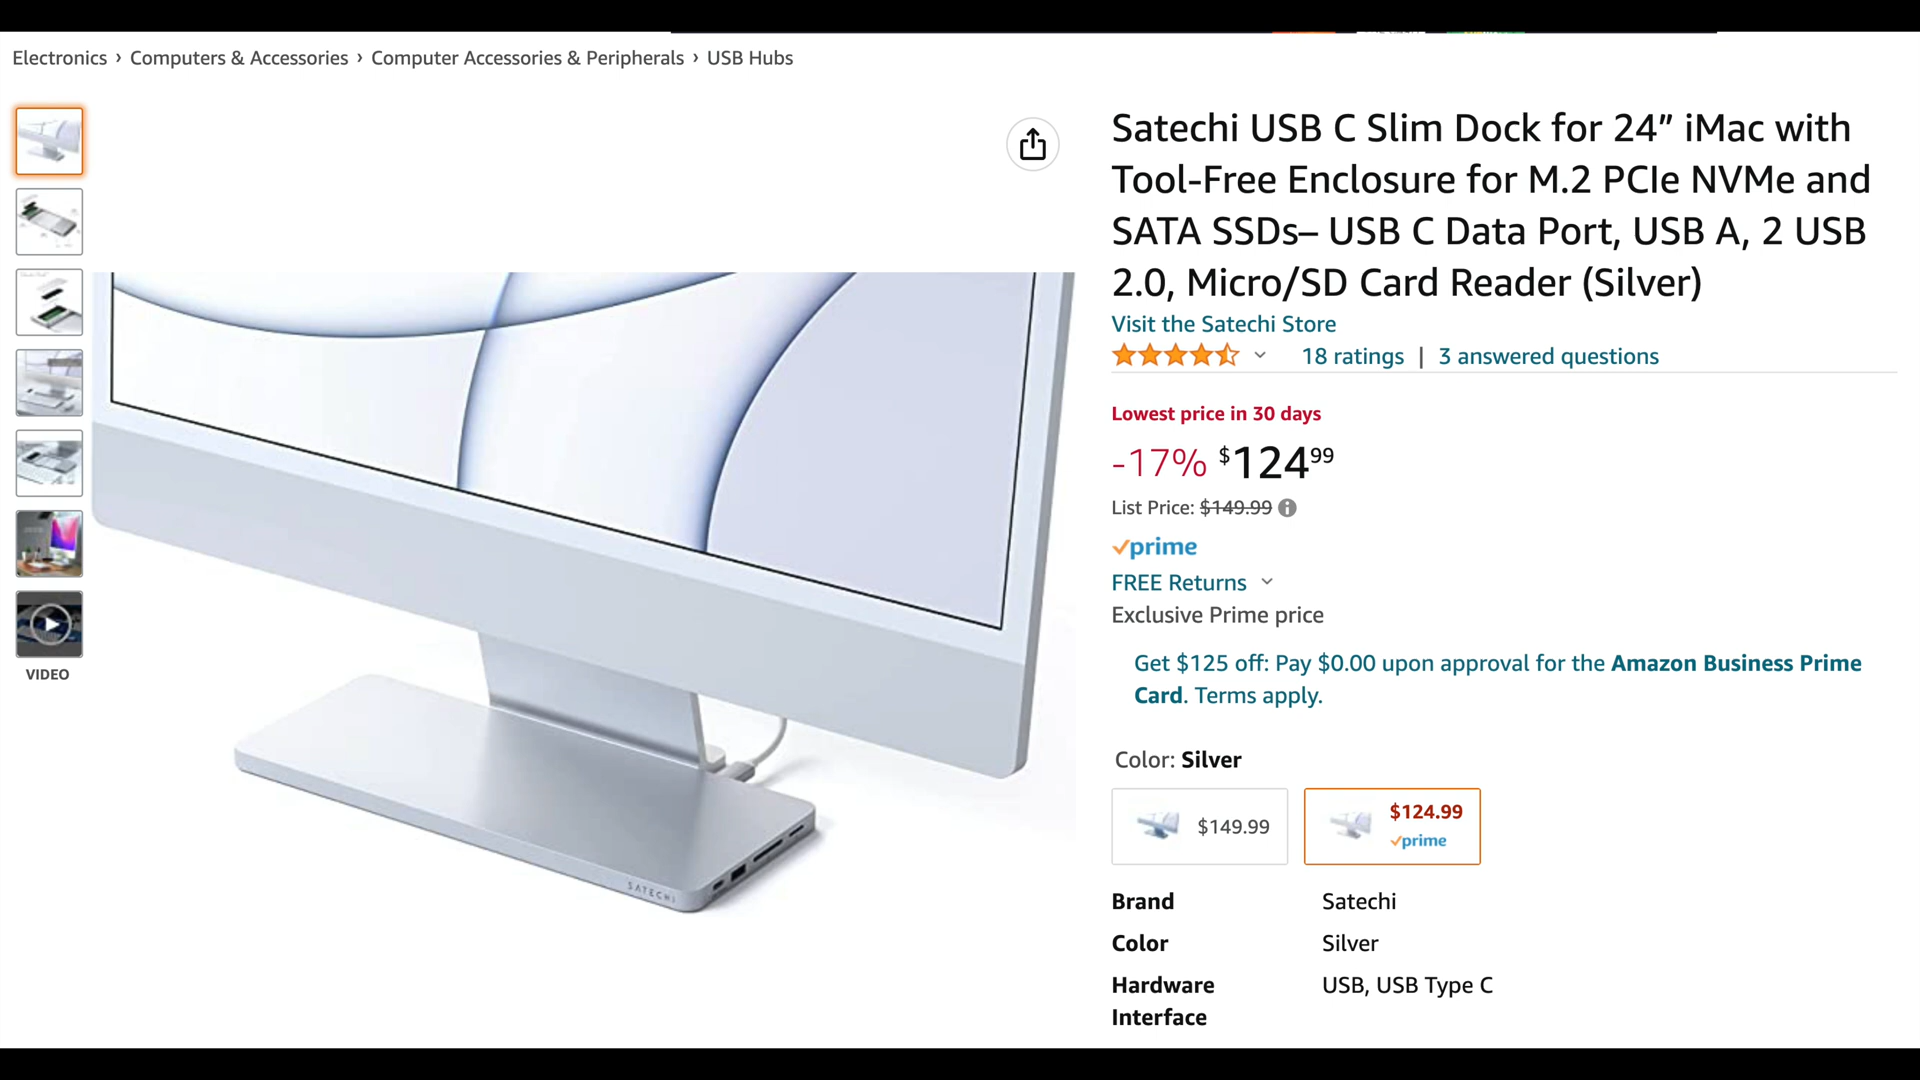 Electronics › Computers & Accessories › Computer Accessories & Peripherals › USB Hubs
Satechi USB C Slim Dock for 24” iMac with
Tool-Free Enclosure for M.2 PCIe NVMe and
SATA SSDs– USB C Data Port, USB A, 2 USB
2.0, Micro/SD Card Reader (Silver)
Visit the Satechi Store
18 ratings | 3 answered questions
Lowest price in 30 days
-17% $124 99
List Price: $149.99
prime
FREE Returns
Exclusive Prime price
Get $125 off: Pay $0.00 upon approval for the Amazon Business Prime
Card. Terms apply.
Color: Silver
$149.99
$124.99
prime
Brand Satechi
Color Silver
Hardware Interface USB, USB Type C
VIDEO
SATECHI